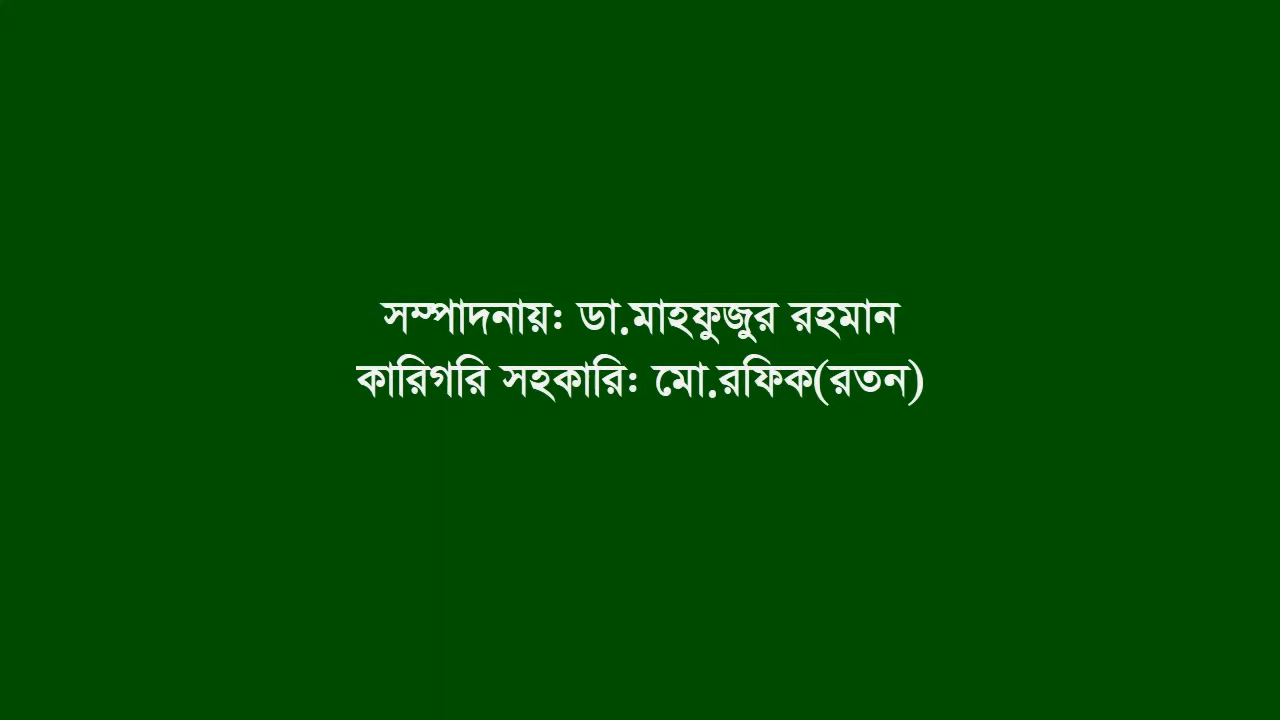 সম্পাদনায়: ডা.মাহফুজুর রহমান
কারিগরি সহকারি: মো.রফিক(রতন)